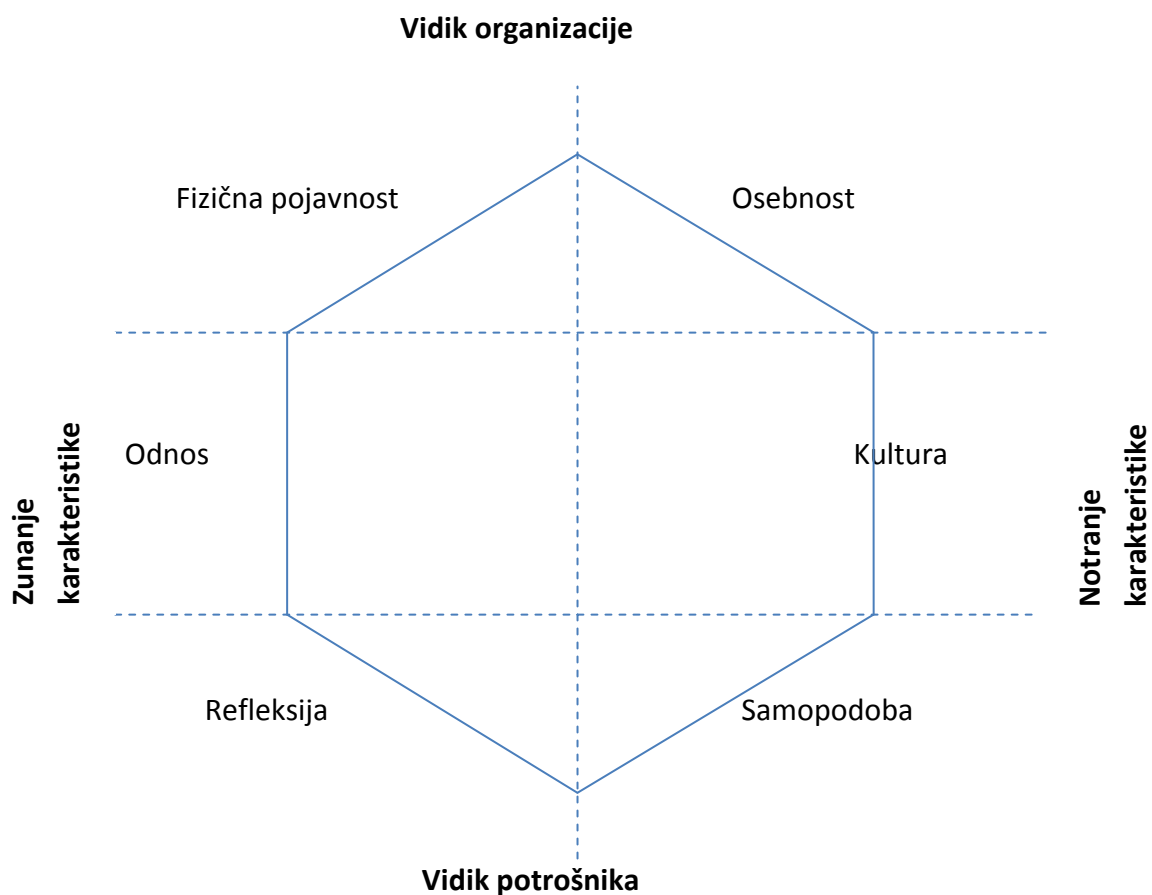 Vidik organizacije
Fizična pojavnost
Osebnost
Odnos
Kultura
Zunanje
karakteristike
Notranje
karakteristike
Refleksija
Samopodoba
Vidik potrošnika